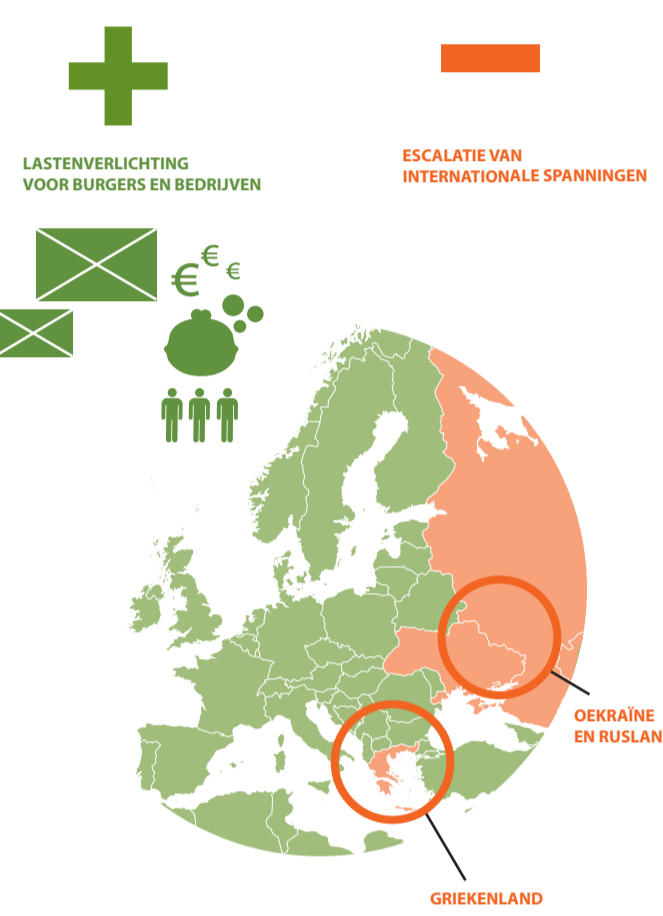 LASTENVERLICHTING
VOOR BURGERS EN BEDRIJVEN
ESCALATIE VAN
INTERNATIONALE SPANNINGEN
€ € €
OEKRAÏNE
EN RUSLAN
GRIEKENLAND